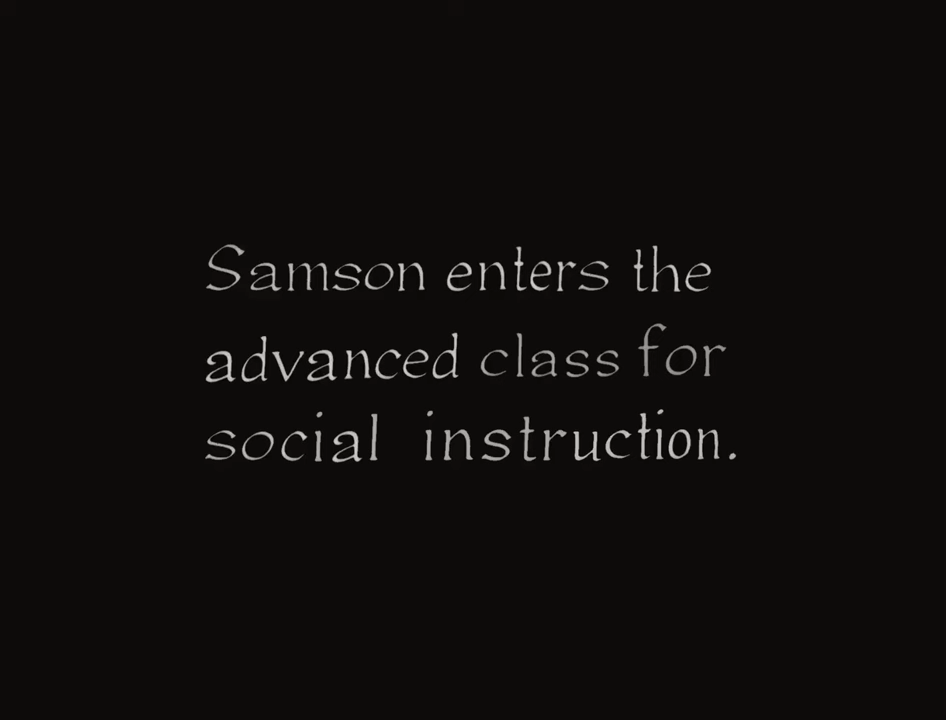 Samson enters the
advanced class for
social instruction.